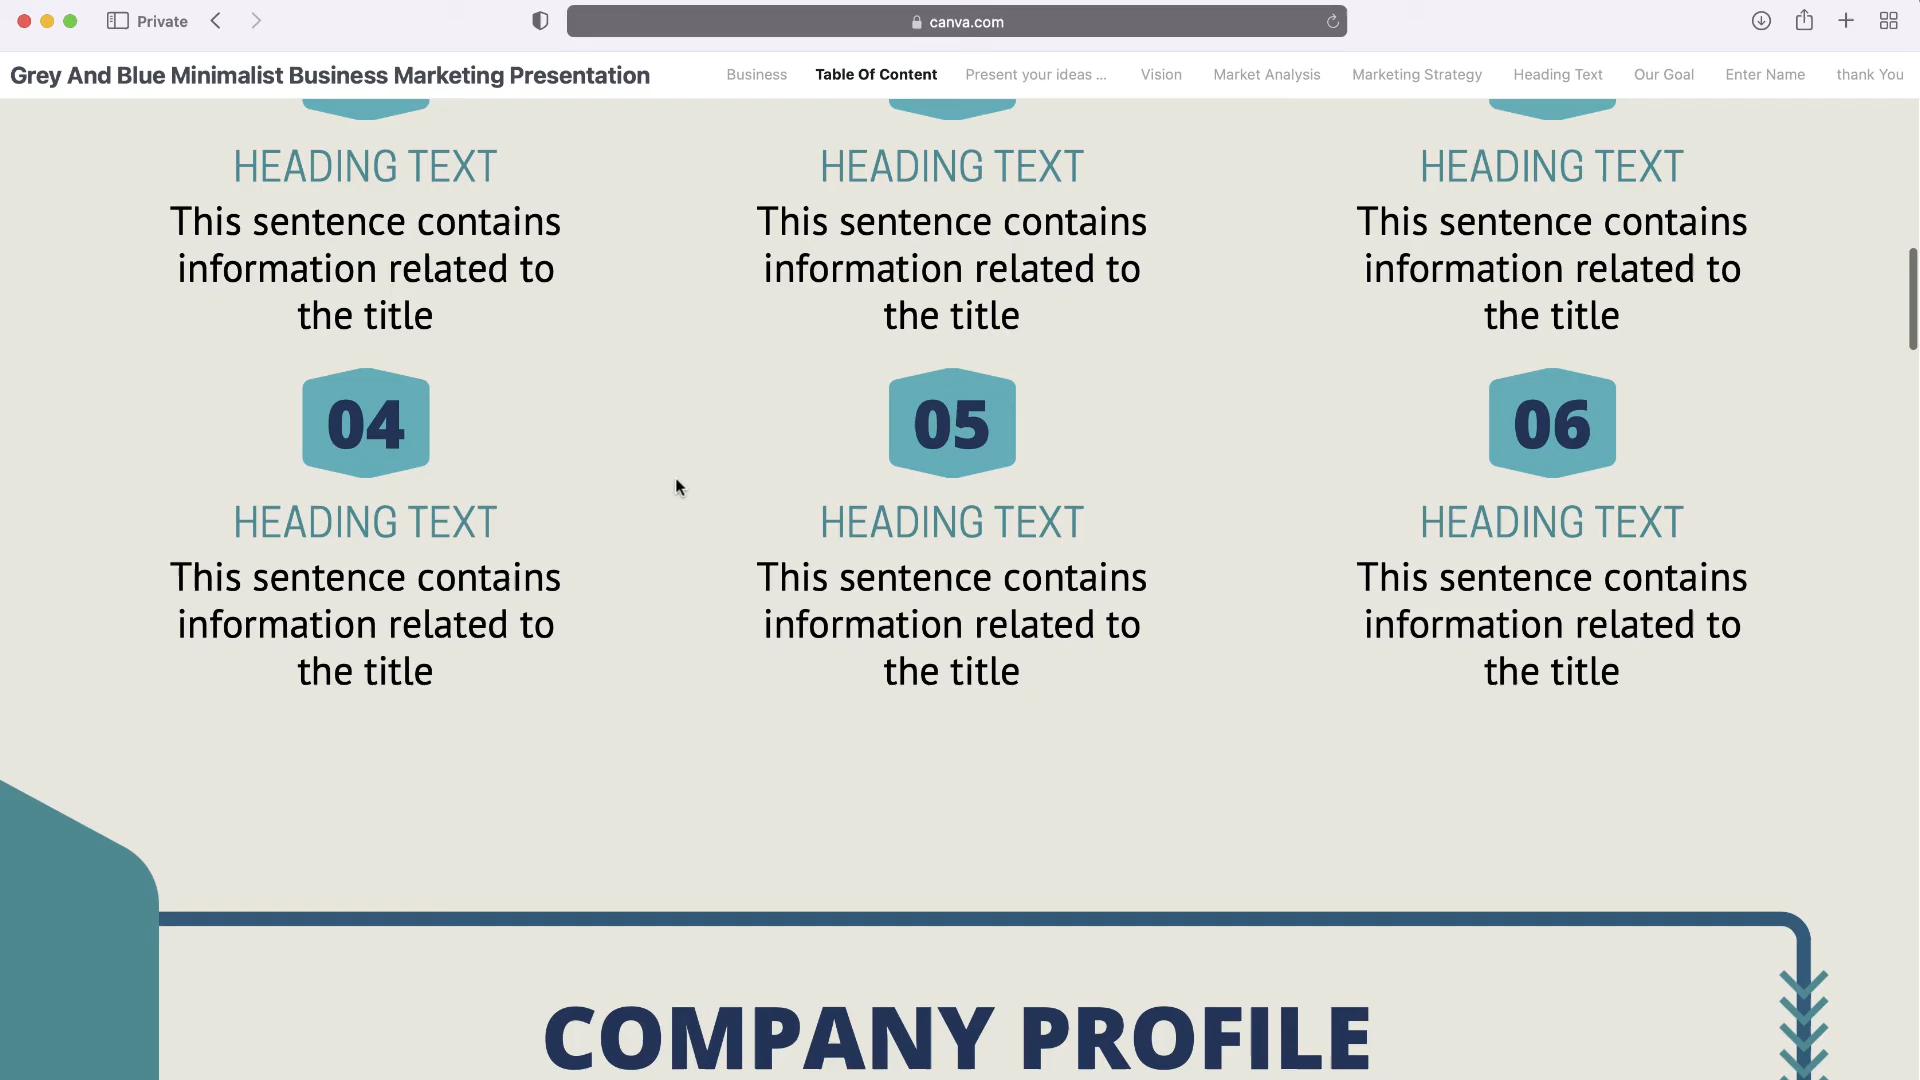 Private
canva.com
Grey And Blue Minimalist Business Marketing Presentation
Business
Table Of Content
Present your ideas ...
Vision
Market Analysis
Marketing Strategy
Heading Text
Our Goal
Enter Name
thank You
HEADING TEXT
This sentence contains
information related to
the title
HEADING TEXT
This sentence contains
information related to
the title
HEADING TEXT
This sentence contains
information related to
the title
04
HEADING TEXT
This sentence contains
information related to
the title
05
HEADING TEXT
This sentence contains
information related to
the title
06
HEADING TEXT
This sentence contains
information related to
the title
COMPANY PROFILE